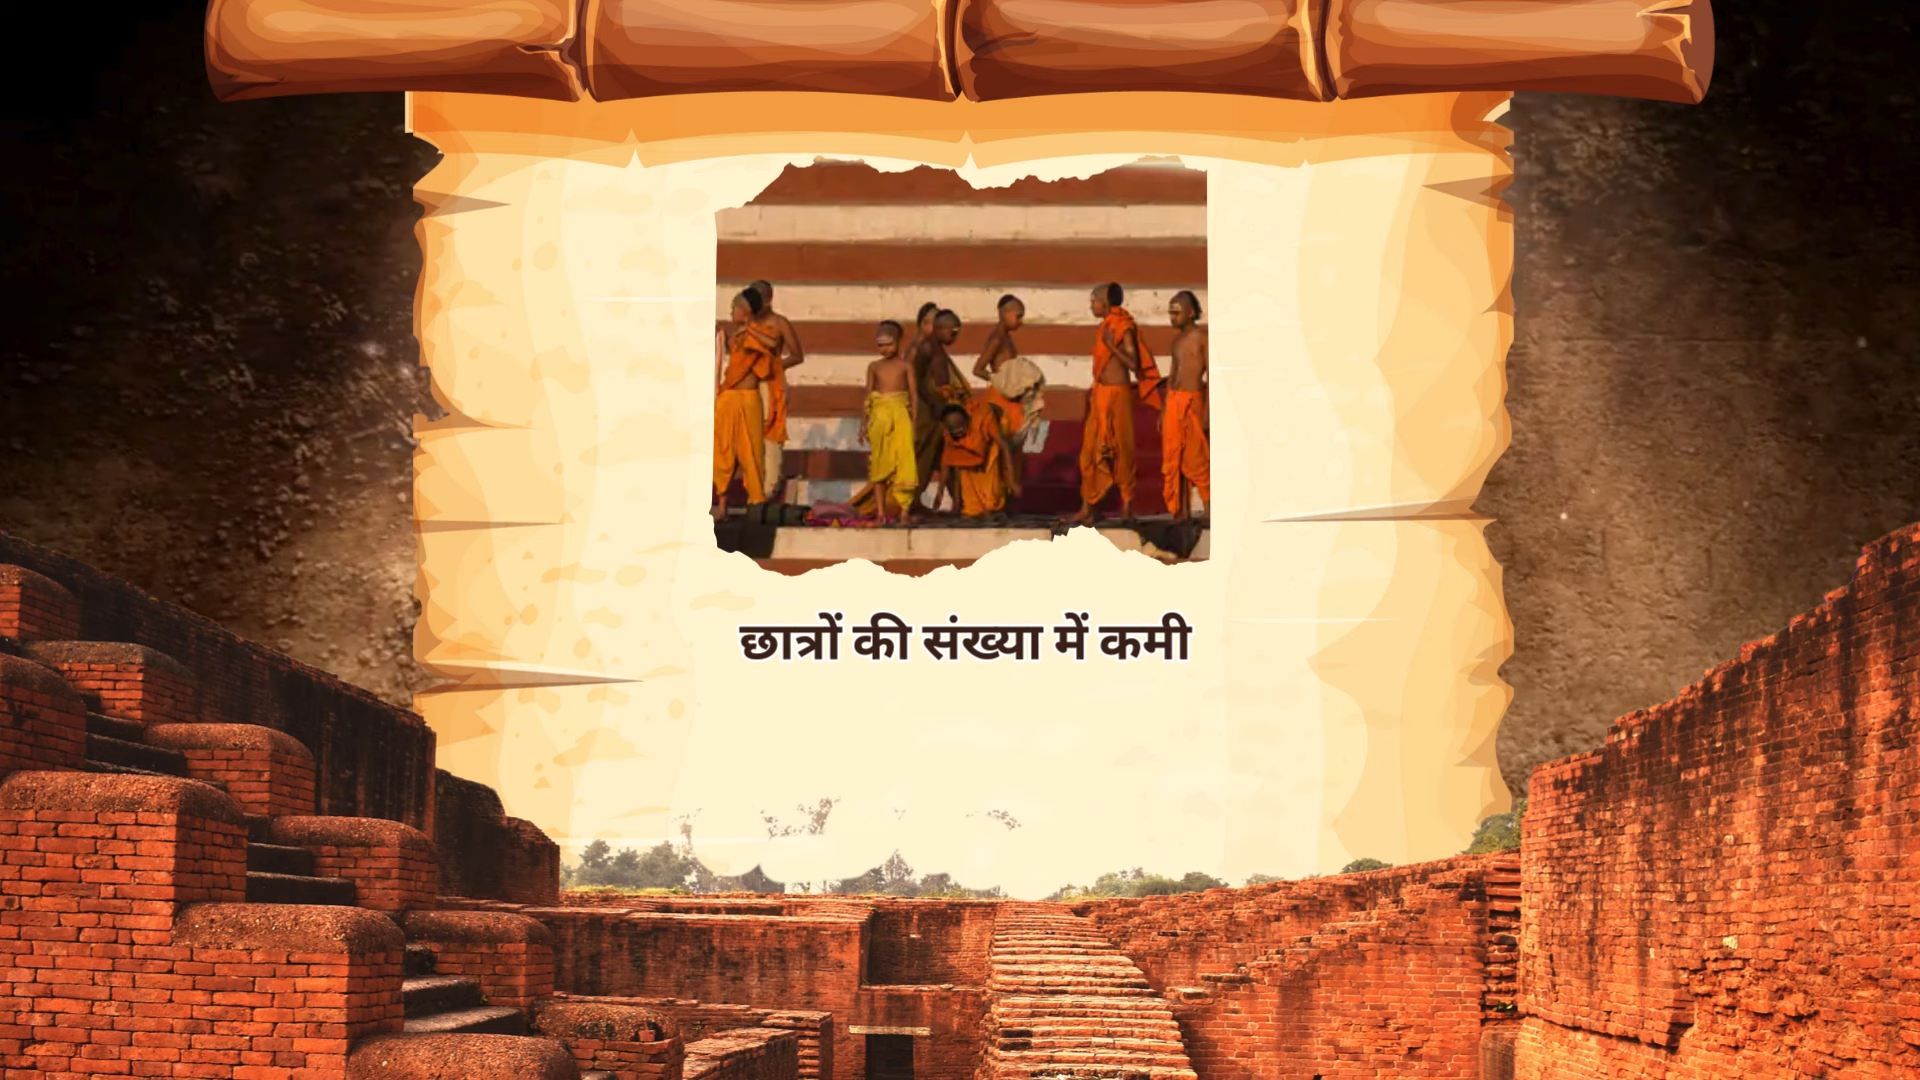 छात्रों की संख्या में कमी